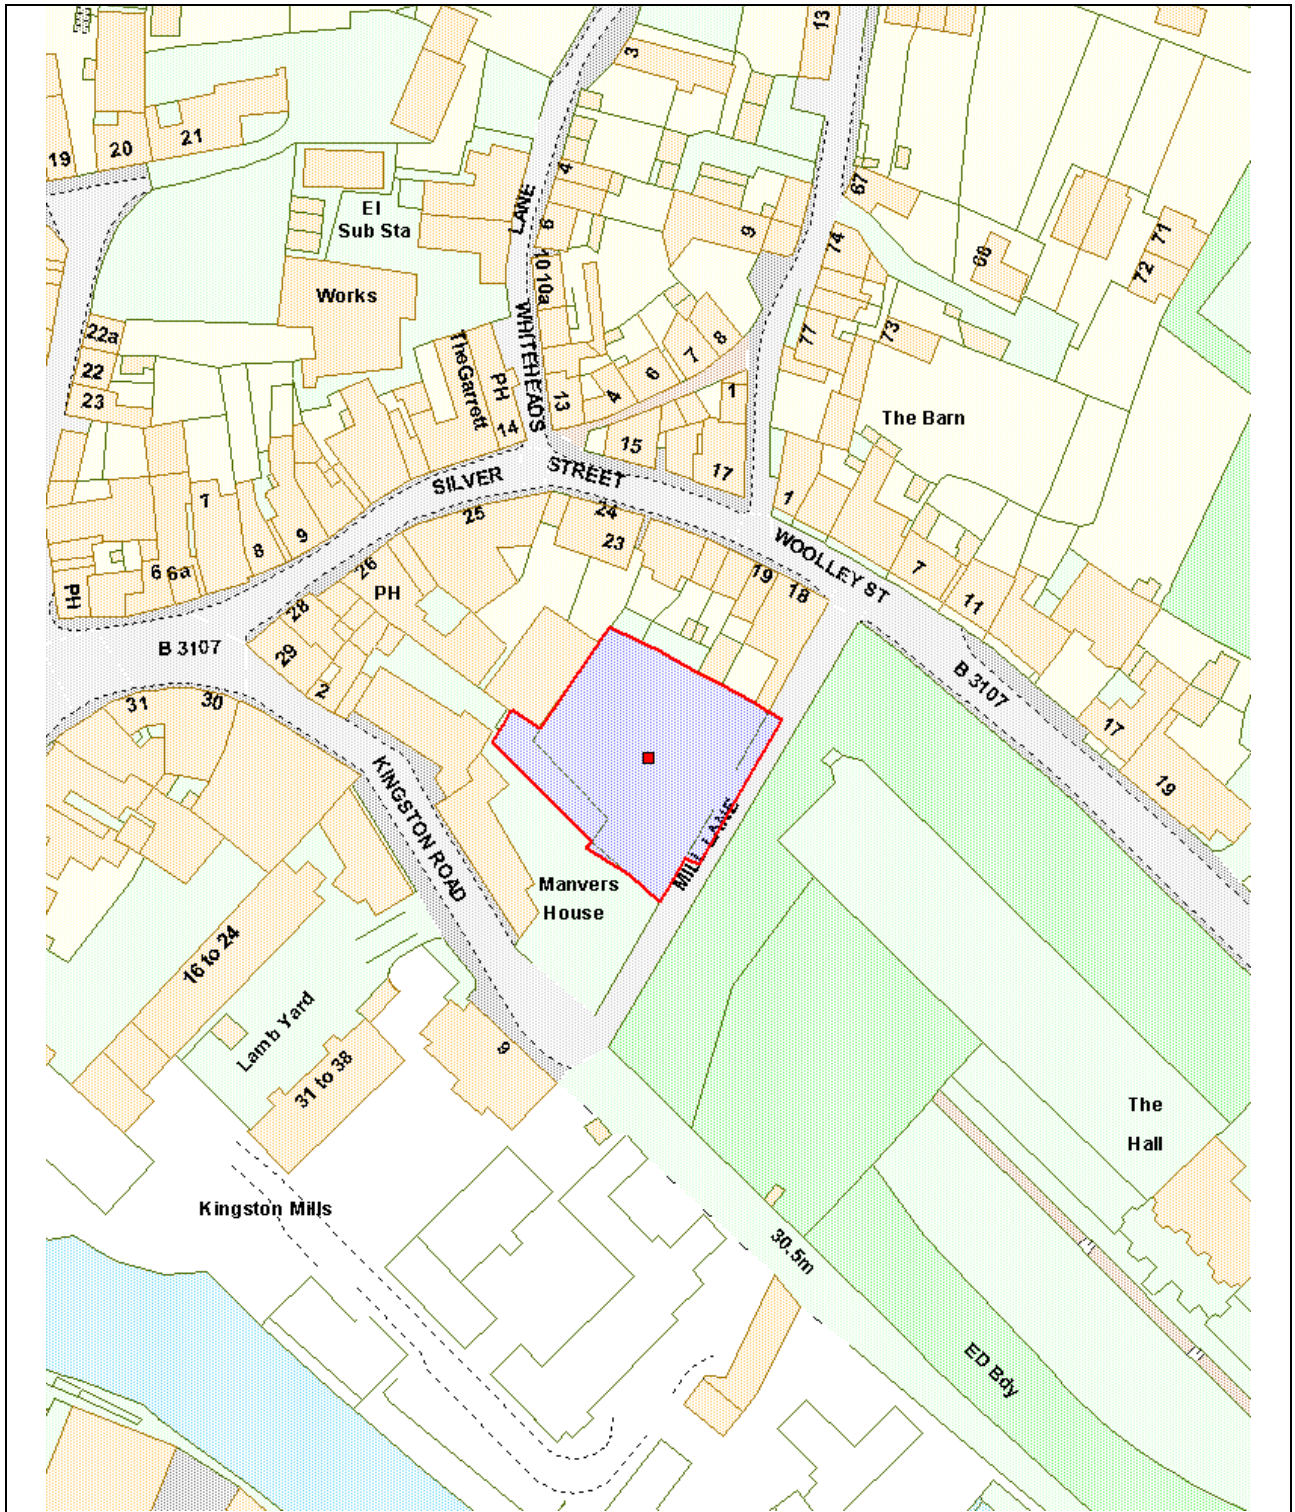 13
3
19
20
21
4
67
El
Sub Sta
LANE
6
9
74
71
68
72
10 10a
Works
WHITEHEADS
22a
77
73
8
7
The Garrett
PH
6
22
4
1
23
13
14
The Barn
15
17
SILVER
STREET
1
7
25
24
9
8
23
WOOLLEY ST
7
6 6a
26
PH
19
18
PH
28
11
B 3107
29
2
B 3107
31
30
17
KINGSTON ROAD
19
MILL LANE
Manvers
House
16 to 24
Lamb Yard
9
31 to 38
The
Hall
Kingston Mills
30.5m
ED Bdy